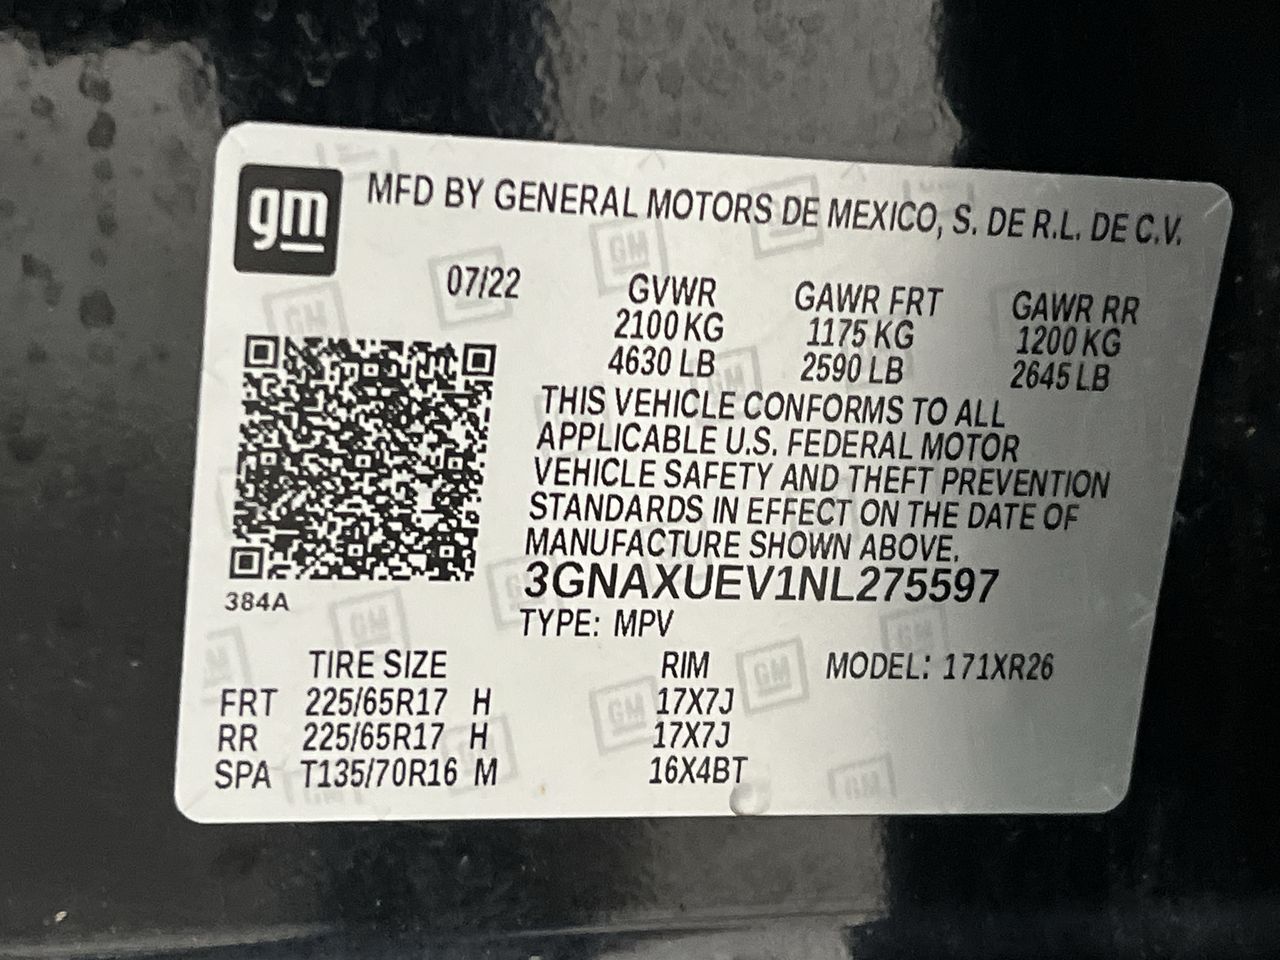 gm
MFD BY GENERAL MOTORS DE MEXICO, S. DE R.L. DE C.V.
07/22 GVWR GAWR FRT GAWR RR
2100 KG 1175 KG 1200 KG
4630 LB 2590 LB 2645 LB
THIS VEHICLE CONFORMS TO ALL
APPLICABLE U.S. FEDERAL MOTOR
VEHICLE SAFETY AND THEFT PREVENTION
STANDARDS IN EFFECT ON THE DATE OF
MANUFACTURE SHOWN ABOVE.
3GNAXUEV1NL275597
384A
TYPE: MPV
TIRE SIZE RIM MODEL: 171XR26
FRT 225/65R17 H 17X7J
RR 225/65R17 H 17X7J
SPA T135/70R16 M 16X4BT